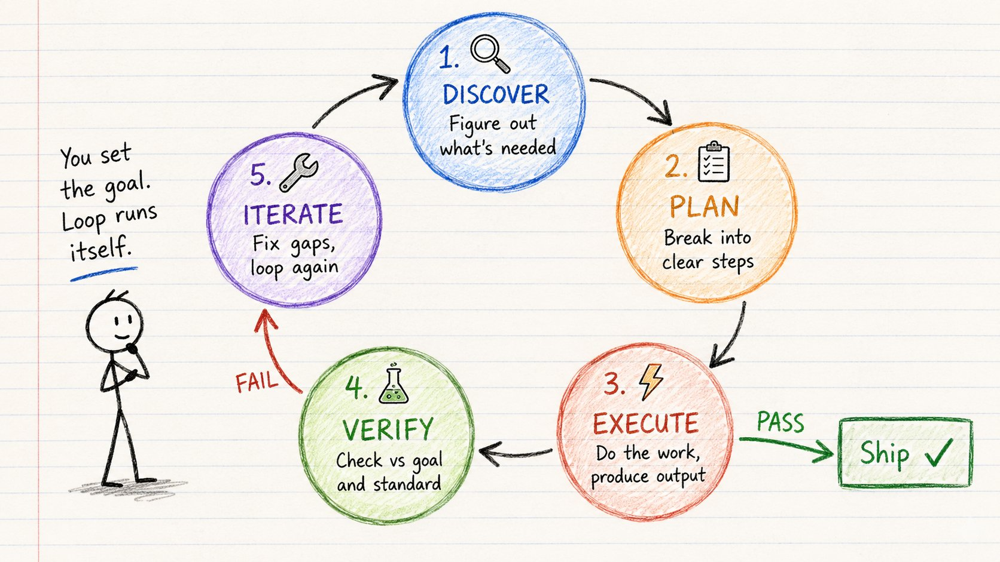 You set
the goal.
Loop runs
itself.
1.
DISCOVER
Figure out
what's needed
2.
PLAN
Break into
clear steps
3.
EXECUTE
Do the work,
produce output
PASS
Ship ✓
4.
VERIFY
Check vs goal
and standard
FAIL
5.
ITERATE
Fix gaps,
loop again